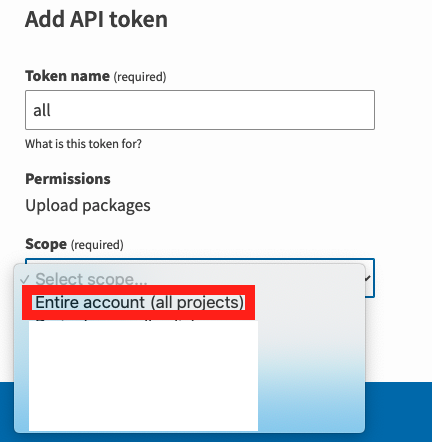 Add API token
Token name (required)
all
What is this token for?
Permissions
Upload packages
Scope (required)
✓ Select scope...
Entire account (all projects)